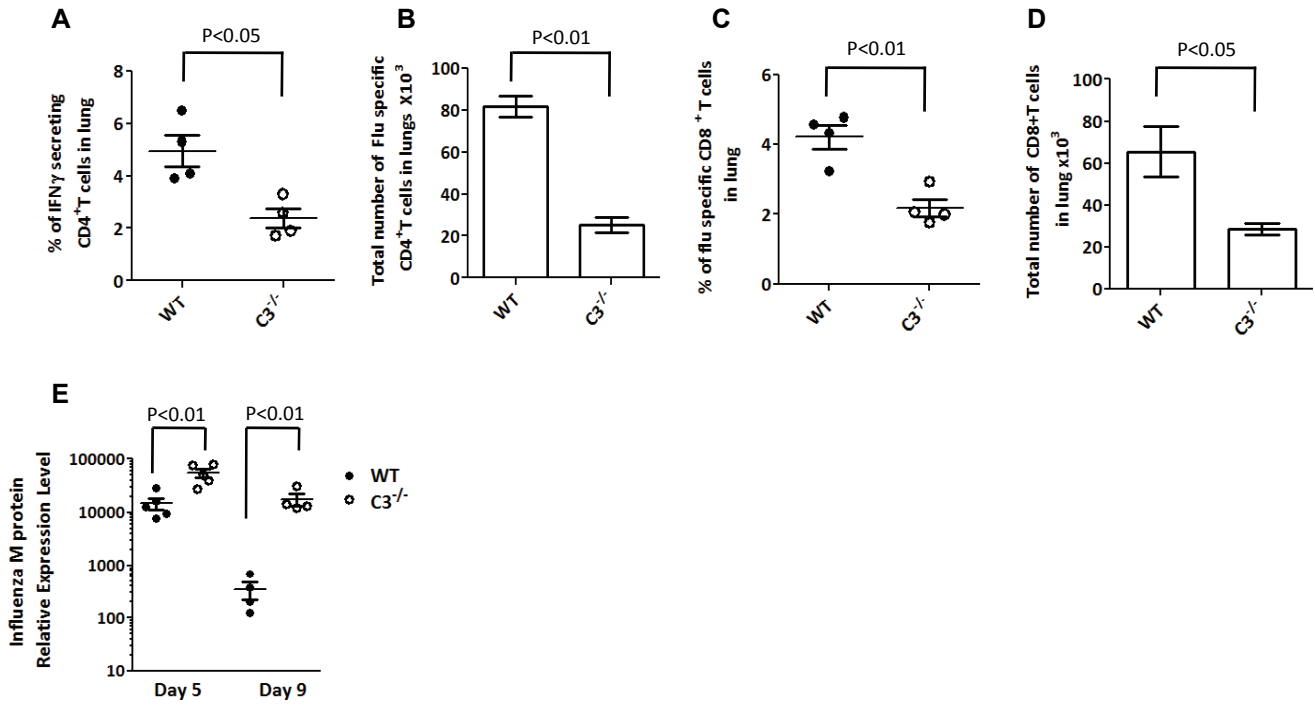 A
P<0.05
% of IFNγ secreting
CD4⁺T cells in lung
8
6
4
2
0
WT
C3⁻/⁻
B
P<0.01
Total number of Flu specific
CD4⁺T cells in lungs X10³
100
80
60
40
20
0
WT
C3⁻/⁻
C
P<0.01
% of flu specific CD8 ⁺ T cells
in lung
6
4
2
0
WT
C3⁻/⁻
D
P<0.05
Total number of CD8+T cells
in lung x10³
100
80
60
40
20
0
WT
C3⁻/⁻
E
P<0.01
P<0.01
Influenza M protein
Relative Expression Level
100000
10000
1000
100
10
Day 5
Day 9
WT
C3⁻/⁻